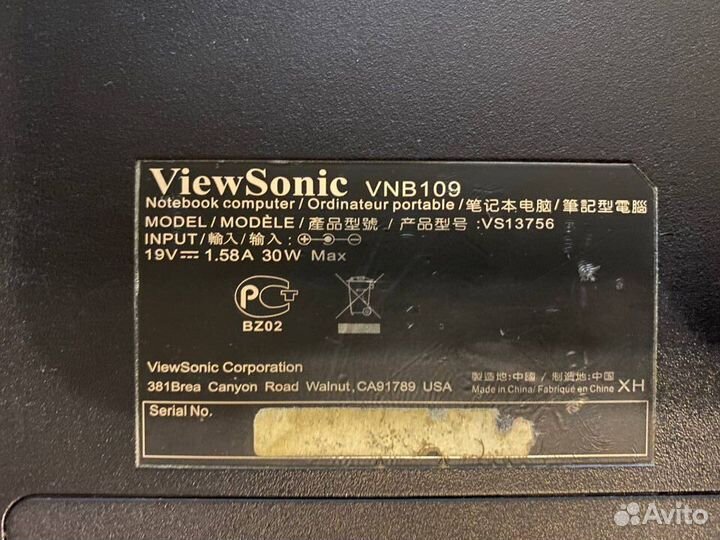 ViewSonic VNB109
Notebook computer/Ordinateur portable/笔记本电脑/筆記型電腦
MODEL/MODÈLE/產品型號/产品型号:VS13756
INPUT/輸入/输入:
19V 1.58A 30W Max
РСТ
BZ02
ViewSonic Corporation
381Brea Canyon Road Walnut,CA91789 USA
製造地:中國/制造地:中国
Made in China/Fabriqué en Chine XH
Serial No.
Avito